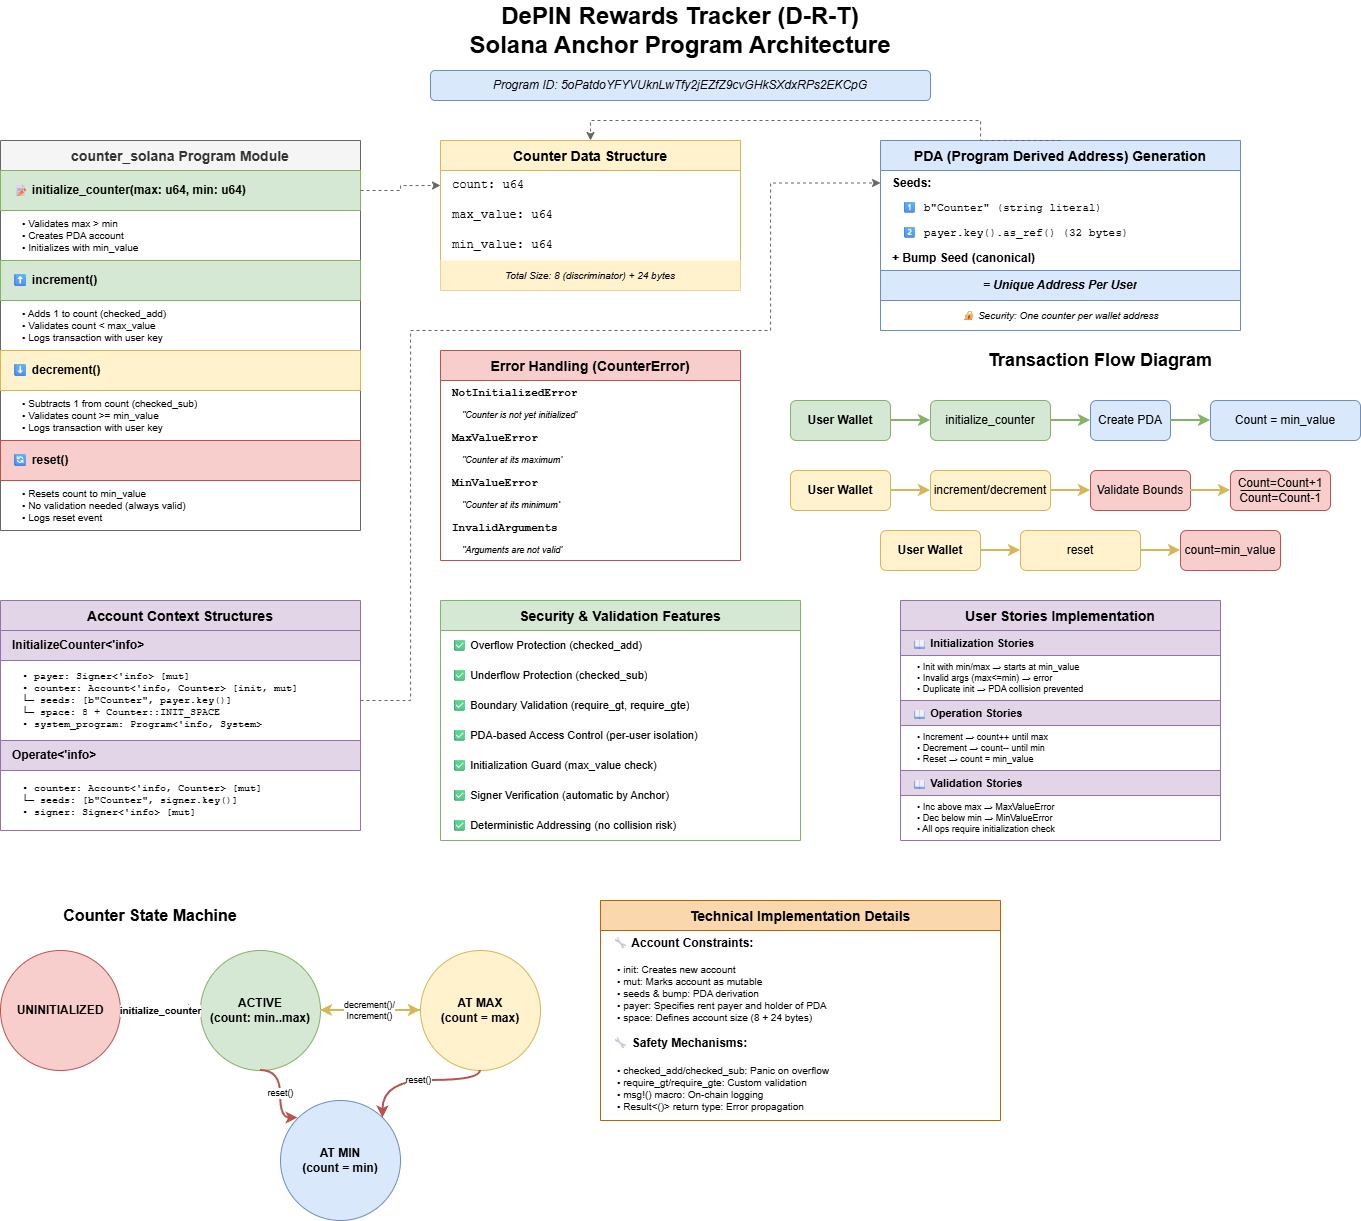 DePIN Rewards Tracker (D-R-T)
Solana Anchor Program Architecture
Program ID: 5oPatdoYFYVUknLwTfy2jEZfZ9cvGHkSXdxRPs2EKCpG
counter_solana Program Module
initialize_counter(max: u64, min: u64)
• Validates max > min
• Creates PDA account
• Initializes with min_value
increment()
• Adds 1 to count (checked_add)
• Validates count < max_value
• Logs transaction with user key
decrement()
• Subtracts 1 from count (checked_sub)
• Validates count >= min_value
• Logs transaction with user key
reset()
• Resets count to min_value
• No validation needed (always valid)
• Logs reset event
Counter Data Structure
count: u64
max_value: u64
min_value: u64
Total Size: 8 (discriminator) + 24 bytes
PDA (Program Derived Address) Generation
Seeds:
1 b"Counter" (string literal)
2 payer.key().as_ref() (32 bytes)
+ Bump Seed (canonical)
= Unique Address Per User
Security: One counter per wallet address
Error Handling (CounterError)
NotInitializedError
"Counter is not yet initialized"
MaxValueError
"Counter at its maximum"
MinValueError
"Counter at its minimum"
InvalidArguments
"Arguments are not valid"
Transaction Flow Diagram
User Wallet
initialize_counter
Create PDA
Count = min_value
User Wallet
increment/decrement
Validate Bounds
Count=Count+1
Count=Count-1
User Wallet
reset
count=min_value
Account Context Structures
InitializeCounter<'info>
• payer: Signer<'info> [mut]
• counter: Account<'info, Counter> [init, mut]
└─ seeds: [b"Counter", payer.key()]
└─ space: 8 + Counter::INIT_SPACE
• system_program: Program<'info, System>
Operate<'info>
• counter: Account<'info, Counter> [mut]
└─ seeds: [b"Counter", signer.key()]
• signer: Signer<'info> [mut]
Security & Validation Features
✅ Overflow Protection (checked_add)
✅ Underflow Protection (checked_sub)
✅ Boundary Validation (require_gt, require_gte)
✅ PDA-based Access Control (per-user isolation)
✅ Initialization Guard (max_value check)
✅ Signer Verification (automatic by Anchor)
✅ Deterministic Addressing (no collision risk)
User Stories Implementation
Initialization Stories
• Init with min/max → starts at min_value
• Invalid args (max<=min) → error
• Duplicate init → PDA collision prevented
Operation Stories
• Increment → count++ until max
• Decrement → count-- until min
• Reset → count = min_value
Validation Stories
• Inc above max → MaxValueError
• Dec below min → MinValueError
• All ops require initialization check
Counter State Machine
UNINITIALIZED
initialize_counter
ACTIVE
(count: min..max)
decrement()/
Increment()
AT MAX
(count = max)
reset()
reset()
AT MIN
(count = min)
Technical Implementation Details
Account Constraints:
• init: Creates new account
• mut: Marks account as mutable
• seeds & bump: PDA derivation
• payer: Specifies rent payer and holder of PDA
• space: Defines account size (8 + 24 bytes)
Safety Mechanisms:
• checked_add/checked_sub: Panic on overflow
• require_gt/require_gte: Custom validation
• msg!() macro: On-chain logging
• Result<()> return type: Error propagation